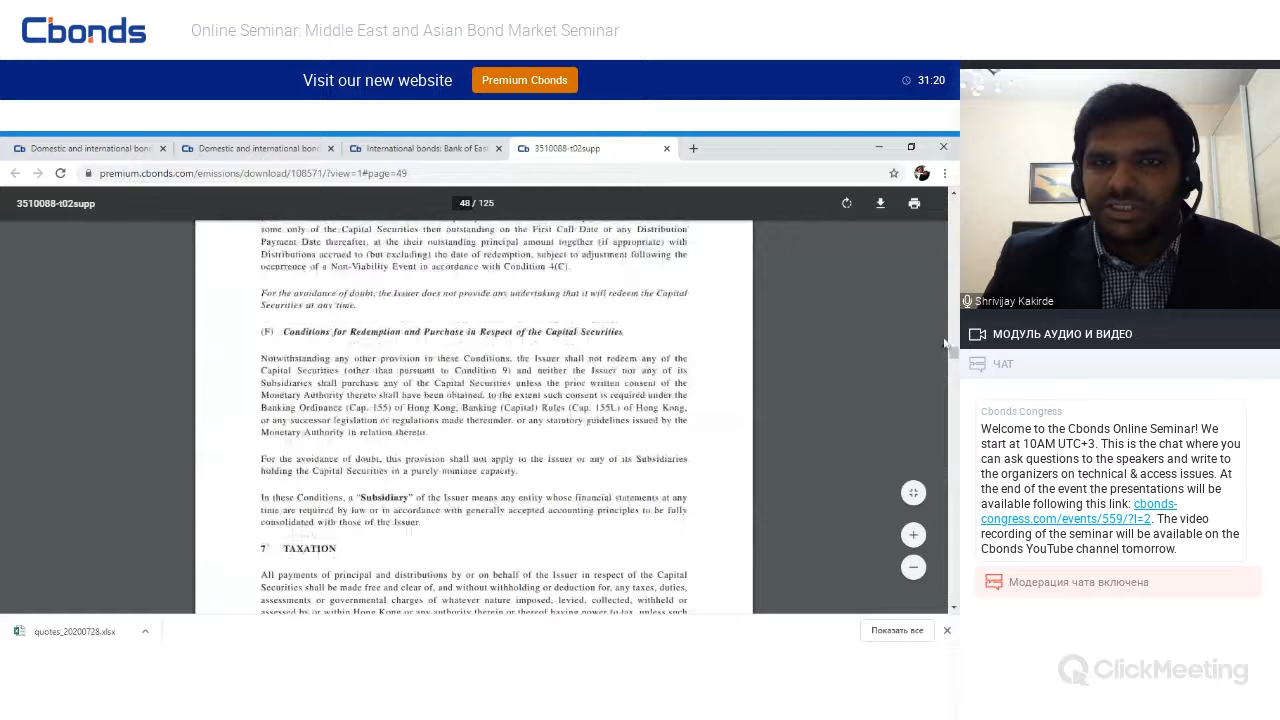 Cbonds
Online Seminar: Middle East and Asian Bond Market Seminar
Visit our new website
Premium Cbonds
31:20
Domestic and international bon
Domestic and international bon
International bonds: Bank of East
3510088-t02supp
premium.cbonds.com/emissions/download/108571/?view=1#page=49
3510088-t02supp
48 / 125
some only of the Capital Securities then outstanding on the First Call Date or any Distribution
Payment Date thereafter, at the their outstanding principal amount together (if appropriate) with
Distributions accrued to (but excluding) the date of redemption, subject to adjustment following the
occurrence of a Non-Viability Event in accordance with Condition 4(C).
For the avoidance of doubt, the Issuer does not provide any undertaking that it will redeem the Capital
Securities at any time.
(F) Conditions for Redemption and Purchase in Respect of the Capital Securities
Notwithstanding any other provision in these Conditions, the Issuer shall not redeem any of the
Capital Securities (other than pursuant to Condition 9) and neither the Issuer nor any of its
Subsidiaries shall purchase any of the Capital Securities unless the prior written consent of the
Monetary Authority thereto shall have been obtained, to the extent such consent is required under the
Banking Ordinance (Cap. 155) of Hong Kong, Banking (Capital) Rules (Cap. 155L) of Hong Kong,
or any successor legislation or regulations made thereunder, or any statutory guidelines issued by the
Monetary Authority in relation thereto.
For the avoidance of doubt, this provision shall not apply to the Issuer or any of its Subsidiaries
holding the Capital Securities in a purely nominee capacity.
In these Conditions, a "Subsidiary" of the Issuer means any entity whose financial statements at any
time are required by law or in accordance with generally accepted accounting principles to be fully
consolidated with those of the Issuer.
7 TAXATION
All payments of principal and distributions by or on behalf of the Issuer in respect of the Capital
Securities shall be made free and clear of, and without withholding or deduction for, any taxes, duties,
assessments or governmental charges of whatever nature imposed, levied, collected, withheld or
assessed by or within Hong Kong or any authority therein or thereof having power to tax, unless such
quotes_20200728.xlsx
Показать все
Shrivijay Kakirde
МОДУЛЬ АУДИО И ВИДЕО
ЧАТ
Cbonds Congress
Welcome to the Cbonds Online Seminar! We
start at 10AM UTC+3. This is the chat where you
can ask questions to the speakers and write to
the organizers on technical & access issues. At
the end of the event the presentations will be
available following this link: cbonds-
congress.com/events/559/?l=2. The video
recording of the seminar will be available on the
Cbonds YouTube channel tomorrow.
Модерация чата включена
ClickMeeting